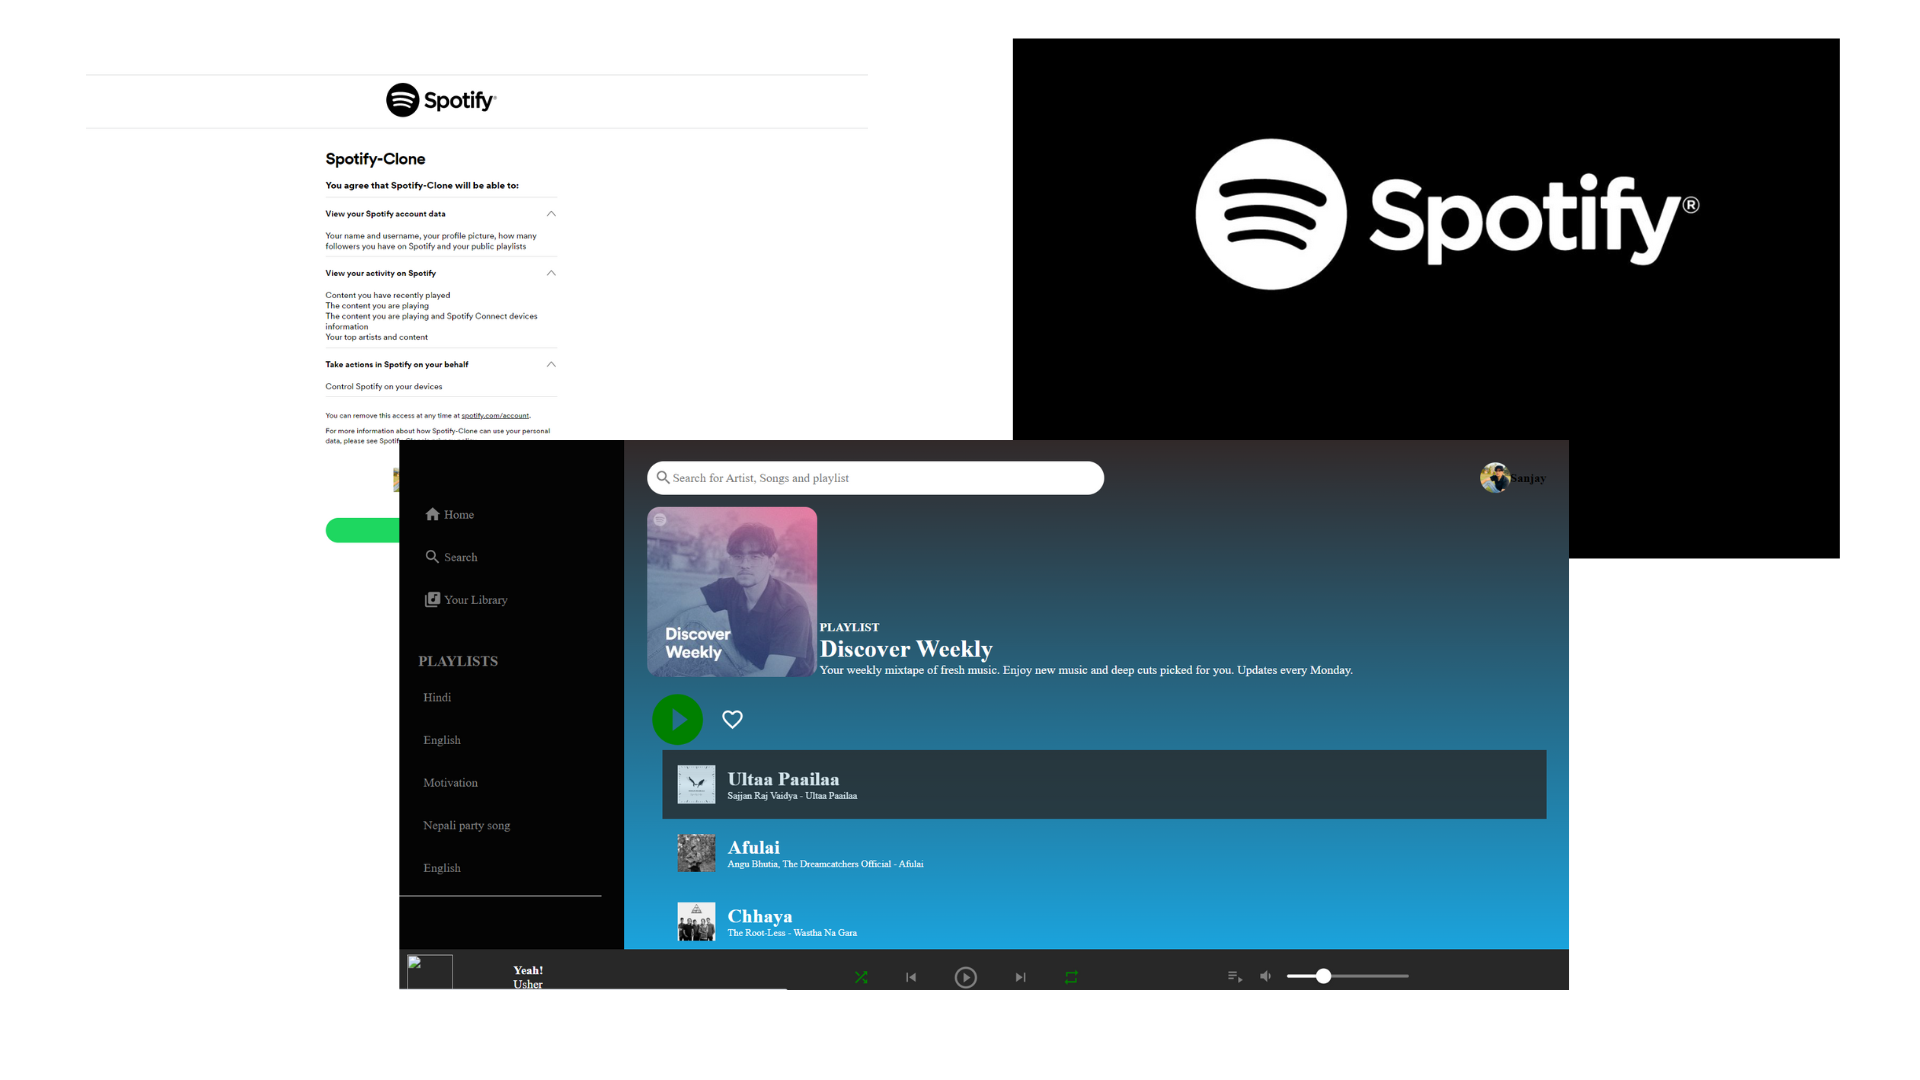 Spotify®
Spotify-Clone
You agree that Spotify-Clone will be able to:
View your Spotify account data
Your name and username, your profile picture, how many
followers you have on Spotify and your public playlists
View your activity on Spotify
Content you have recently played
The content you are playing
The content you are playing and Spotify Connect devices
information
Your top artists and content
Take actions in Spotify on your behalf
Control Spotify on your devices
You can remove this access at any time at spotify.com/account.
For more information about how Spotify-Clone can use your personal
data, please see
Spotify®
Home
Search
Your Library
PLAYLISTS
Hindi
English
Motivation
Nepali party song
English
Search for Artist, Songs and playlist
Sanjay
Discover
Weekly
PLAYLIST
Discover Weekly
Your weekly mixtape of fresh music. Enjoy new music and deep cuts picked for you. Updates every Monday.
Ultaa Paailaa
Sajjan Raj Vaidya - Ultaa Paailaa
Afulai
Angu Bhutia, The Dreamcatchers Official - Afulai
Chhaya
The Root-Less - Wastha Na Gara
Yeah!
Usher